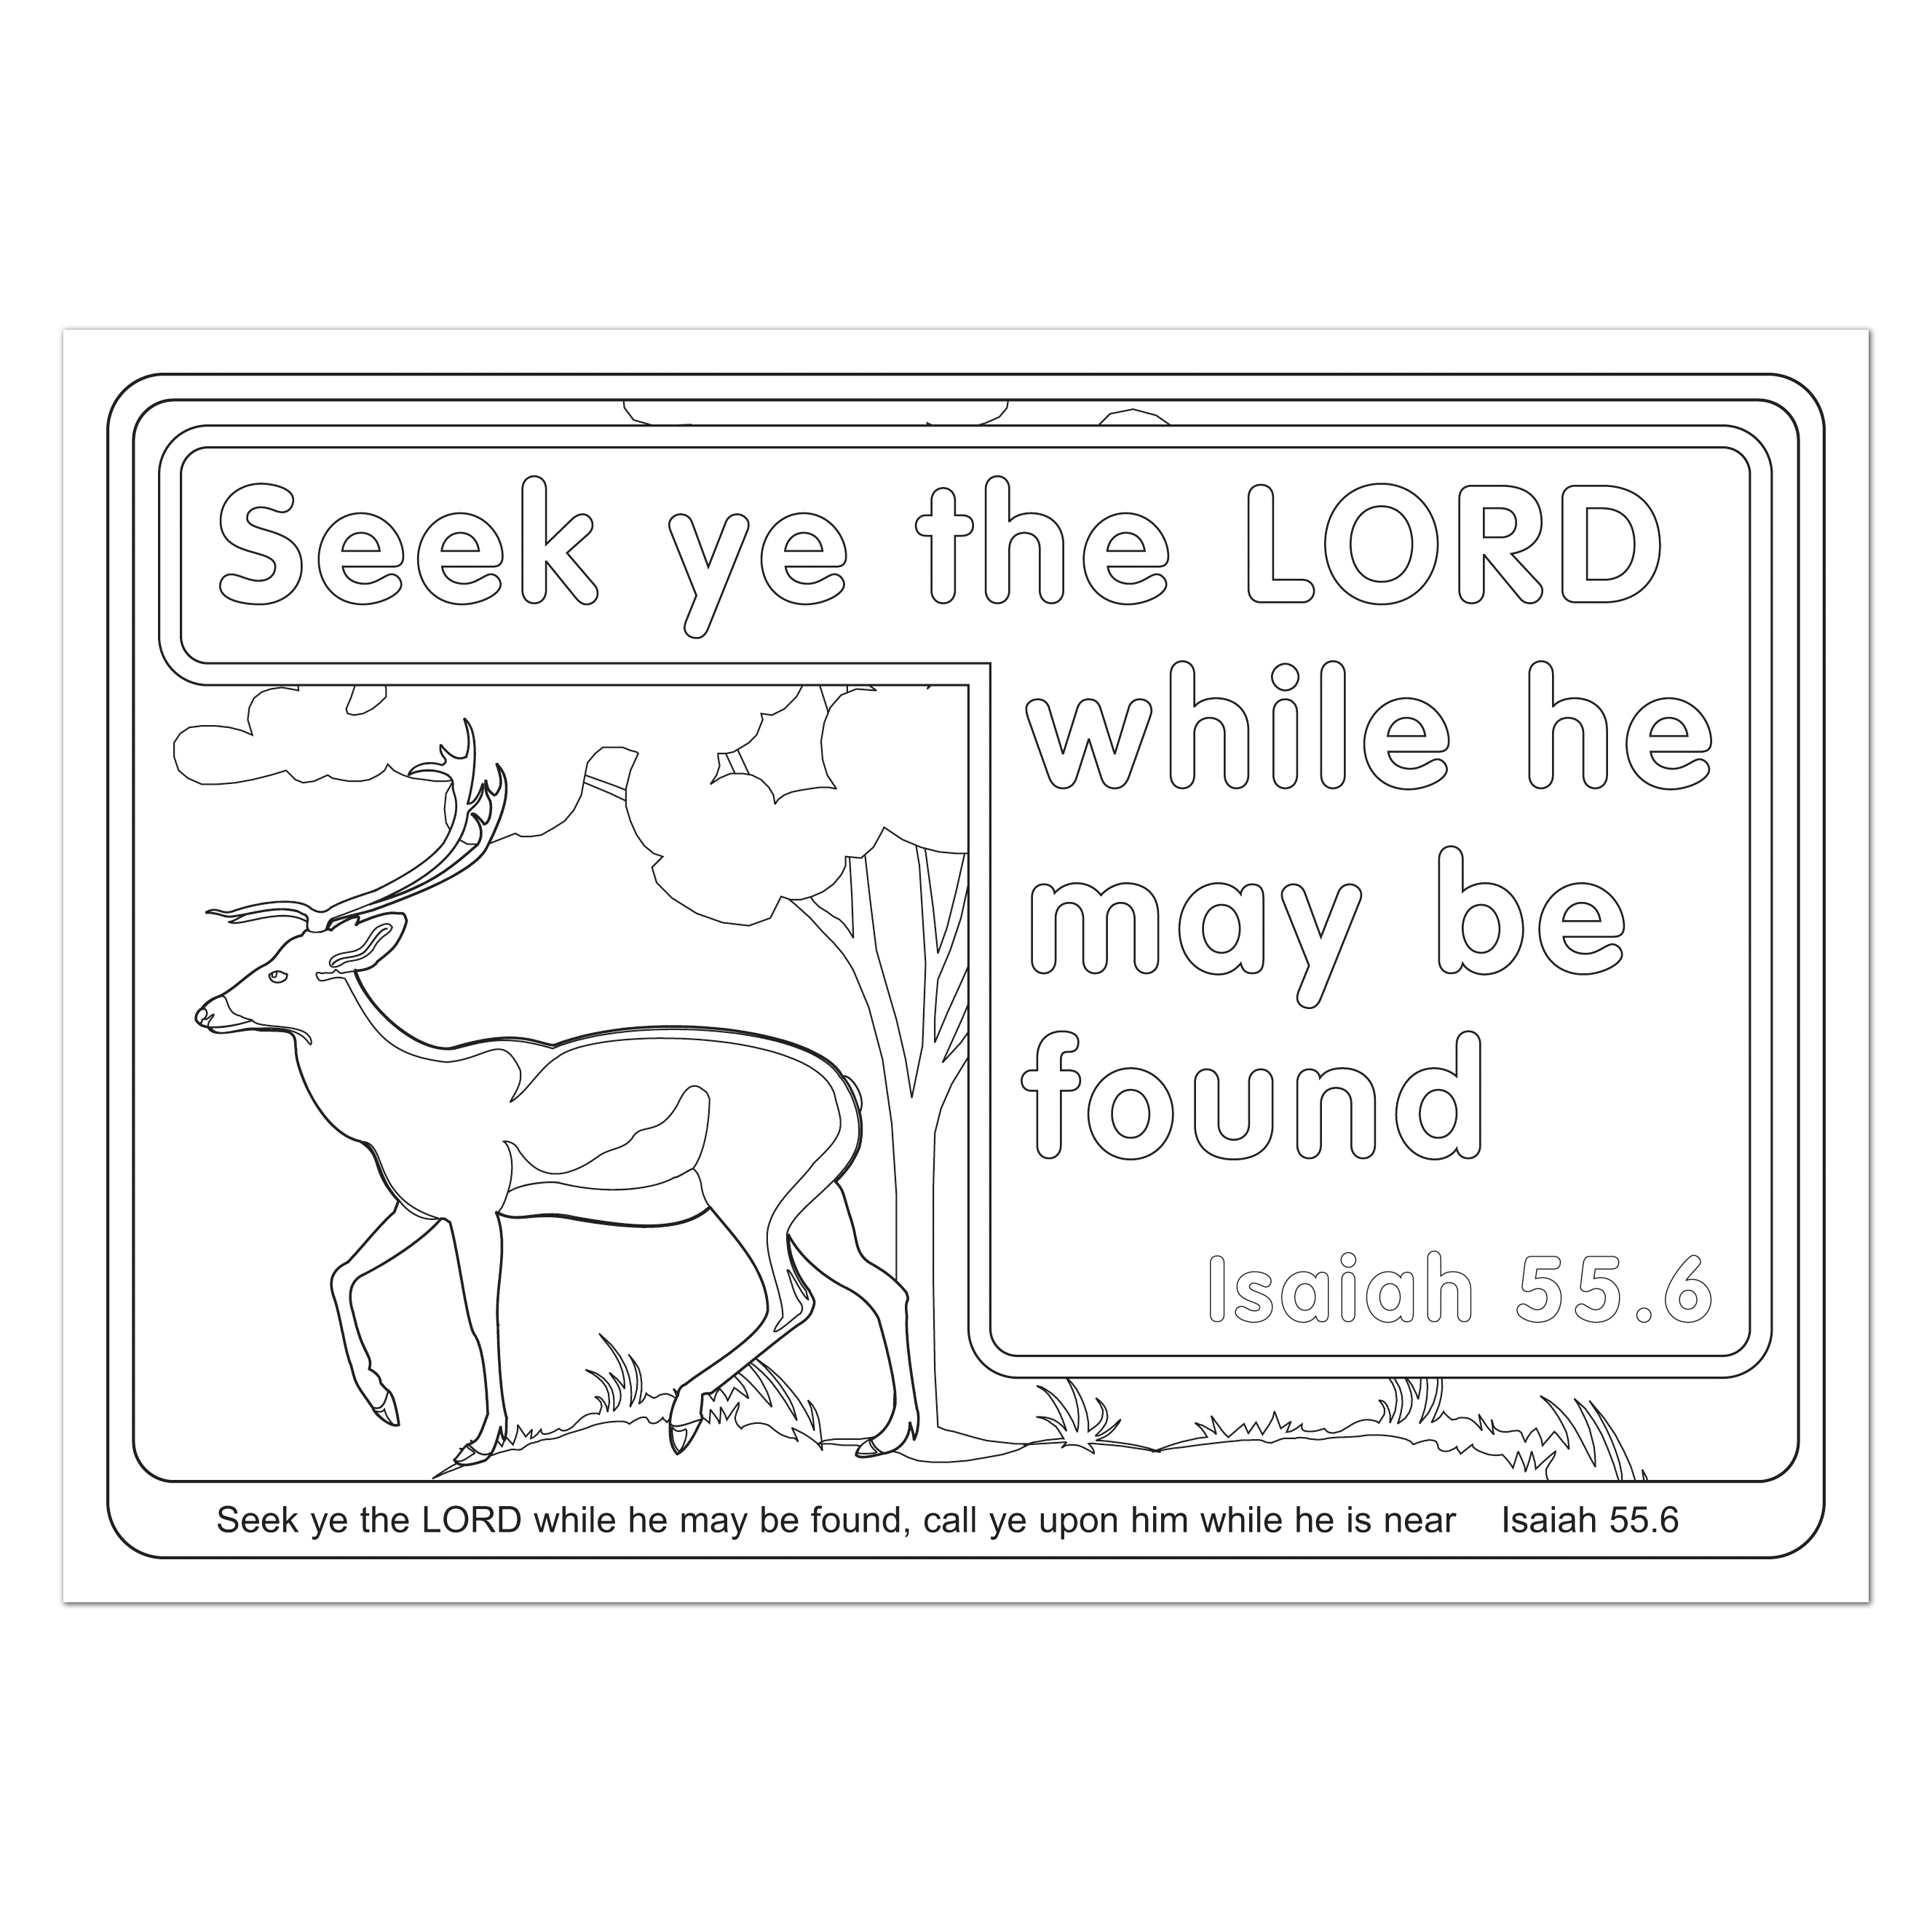 Seek ye the LORD
while he
may be
found
Isaiah 55.6
Seek ye the LORD while he may be found, call ye upon him while he is near Isaiah 55.6